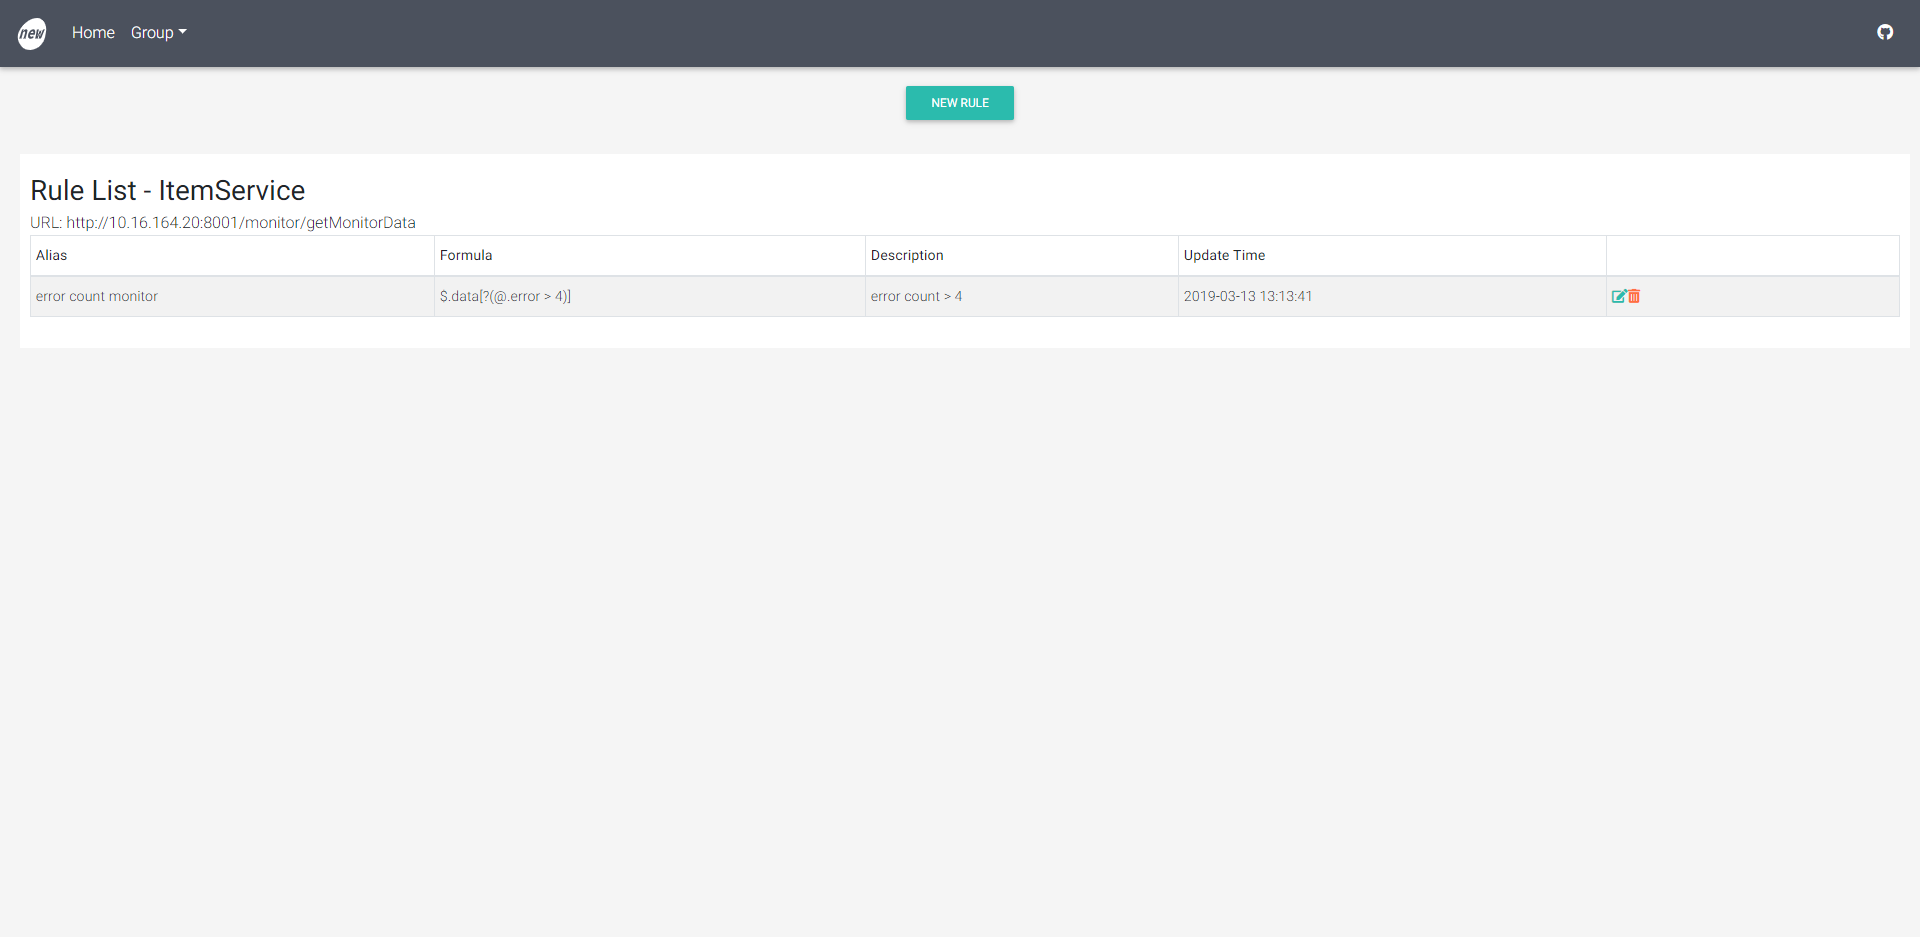 new Home Group
NEW RULE
Rule List - ItemService
URL: http://10.16.164.20:8001/monitor/getMonitorData
Alias Formula Description Update Time
error count monitor $.data[?(@.error > 4)] error count > 4 2019-03-13 13:13:41